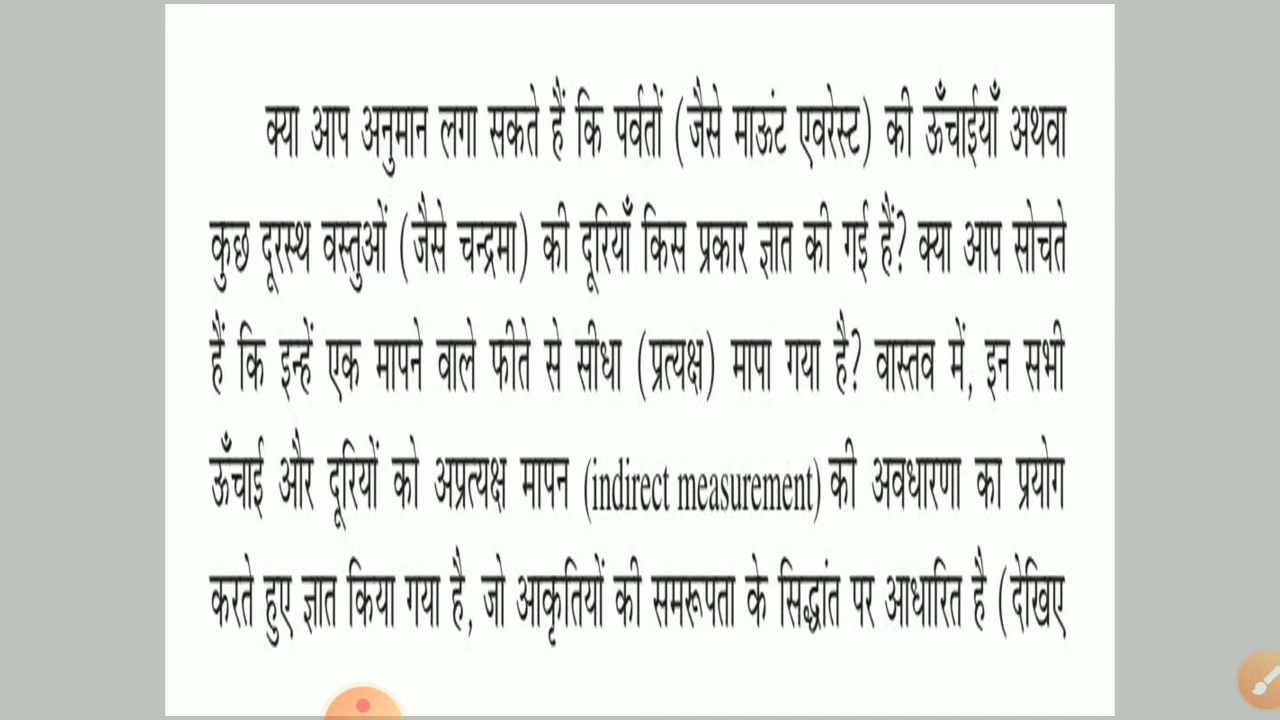 क्या आप अनुमान लगा सकते हैं कि पर्वतों (जैसे माऊंट एवरेस्ट) की ऊँचाईयाँ अथवा
कुछ दूरस्थ वस्तुओं (जैसे चन्द्रमा) की दूरियाँ किस प्रकार ज्ञात की गई हैं? क्या आप सोचते
हैं कि इन्हें एक मापने वाले फीते से सीधा (प्रत्यक्ष) मापा गया है? वास्तव में, इन सभी
ऊँचाई और दूरियों को अप्रत्यक्ष मापन (indirect measurement) की अवधारणा का प्रयोग
करते हुए ज्ञात किया गया है, जो आकृतियों की समरूपता के सिद्धांत पर आधारित है (देखिए